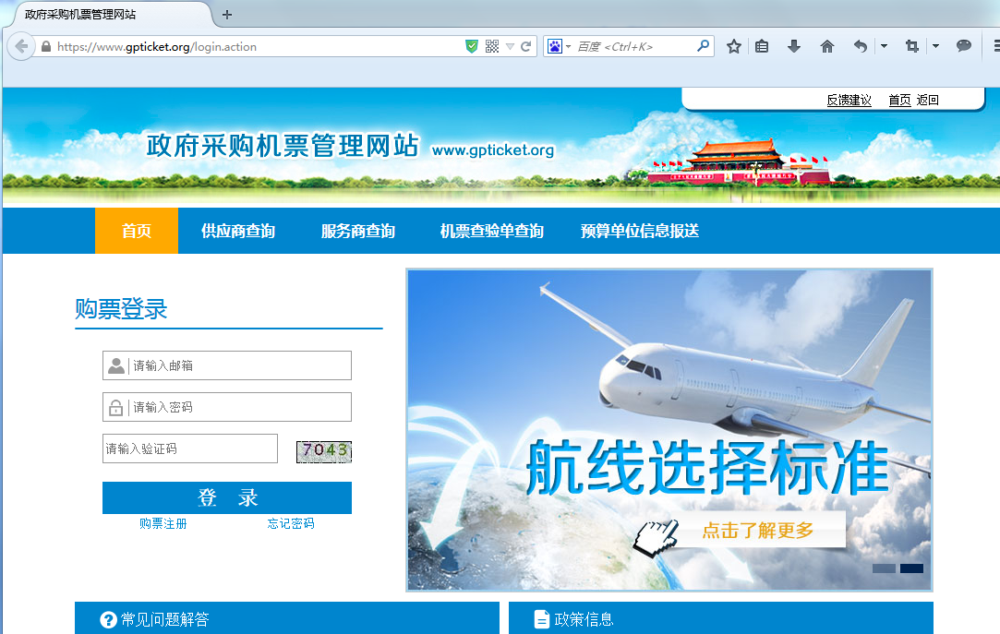 政府采购机票管理网站
https://www.gpticket.org/login.action
百度 <Ctrl+K>
反馈建议 首页 返回
政府采购机票管理网站 www.gpticket.org
首页 供应商查询 服务商查询 机票查验单查询 预算单位信息报送
购票登录
请输入邮箱
请输入密码
请输入验证码 7043
登 录
购票注册 忘记密码
航线选择标准
点击了解更多
常见问题解答 政策信息